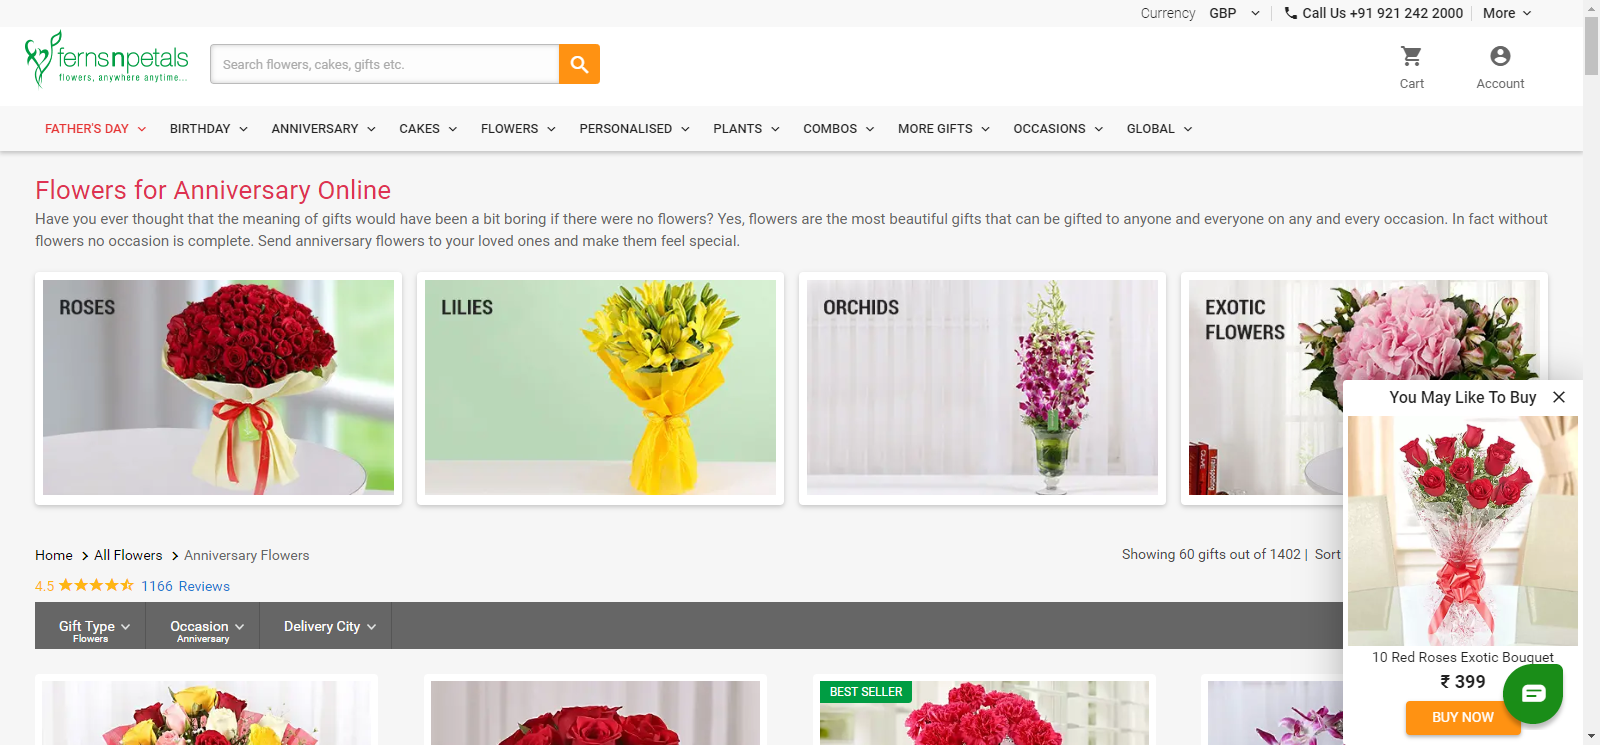 Currency GBP Call Us +91 921 242 2000 More
fernsnpetals
flowers, anywhere anytime...
Search flowers, cakes, gifts etc.
Cart
Account
FATHER'S DAY BIRTHDAY ANNIVERSARY CAKES FLOWERS PERSONALISED PLANTS COMBOS MORE GIFTS OCCASIONS GLOBAL
Flowers for Anniversary Online
Have you ever thought that the meaning of gifts would have been a bit boring if there were no flowers? Yes, flowers are the most beautiful gifts that can be gifted to anyone and everyone on any and every occasion. In fact without
flowers no occasion is complete. Send anniversary flowers to your loved ones and make them feel special.
ROSES
LILIES
ORCHIDS
EXOTIC
FLOWERS
You May Like To Buy
Home All Flowers Anniversary Flowers
Showing 60 gifts out of 1402 | Sort
4.5 1166 Reviews
Gift Type
Flowers
Occasion
Anniversary
Delivery City
10 Red Roses Exotic Bouquet
₹ 399
BUY NOW
BEST SELLER